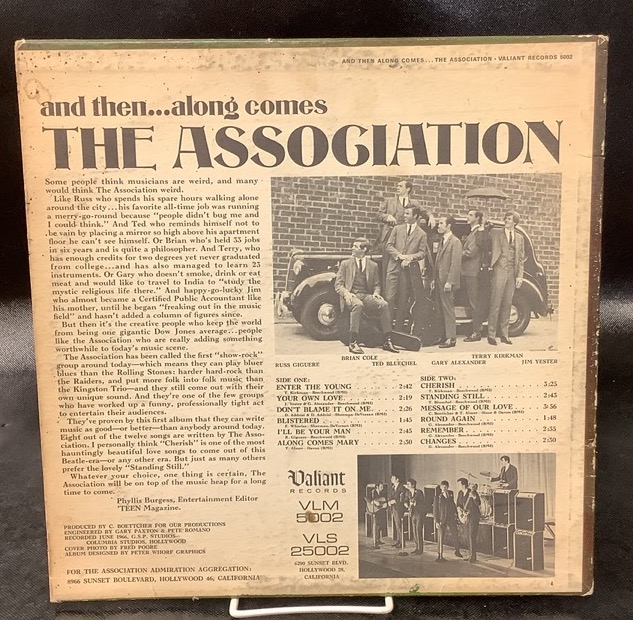 AND THEN ALONG COMES... THE ASSOCIATION • VALIANT RECORDS 5002
and then...along comes
THE ASSOCIATION
Some people think musicians are weird, and many
would think The Association weird.
Like Russ who spends his spare hours walking alone
around the city...his favorite all-time job was running
a merry-go-round because "people didn't bug me and
I could think." And Ted who reminds himself not to
be vain by placing a mirror so high above his apartment
floor he can't see himself. Or Brian who's held 33 jobs
in six years and is quite a philosopher. And Terry, who
has enough credits for two degrees yet never graduated
from college...and has also managed to learn 23
instruments. Or Gary who doesn't smoke, drink or eat
meat and would like to travel to India to "study the
mystic religious life there." And happy-go-lucky Jim
who almost became a Certified Public Accountant like
his mother, until he began "freaking out in the music
field" and hasn't added a column of figures since.
But then it's the creative people who keep the world
from being one gigantic Dow Jones average...people
like the Association who are really adding something
worthwhile to today's music scene.
The Association has been called the first "show-rock"
group around today—which means they can play bluer
blues than the Rolling Stones: harder hard-rock than
the Raiders, and put more folk into folk music than
the Kingston Trio—and they still come out with their
own unique sound. And they're one of the few groups
who have worked up a funny, professionally tight act
to entertain their audiences.
They've proven by this first album that they can write
music as good—or better—than anybody around today.
Eight out of the twelve songs are written by The Asso-
ciation. I personally think "Cherish" is one of the most
hauntingly beautiful love songs to come out of this
Beatle-era—or any other era. But just as many others
prefer the lovely "Standing Still."
Whatever your choice, one thing is certain, The
Association will be on top of the music heap for a long
time to come.
Phyllis Burgess, Entertainment Editor
'TEEN Magazine.
PRODUCED BY C. BOETTCHER FOR OUR PRODUCTIONS
ENGINEERED BY GARY PAXTON & PETE ROMANO
RECORDED JUNE 1966, G.S.P. STUDIOS—
COLUMBIA STUDIOS, HOLLYWOOD
COVER PHOTO BY FRED POORE
ALBUM DESIGNED BY PETER WHORF GRAPHICS
FOR THE ASSOCIATION ADMIRATION AGGREGATION:
8966 SUNSET BOULEVARD, HOLLYWOOD 46, CALIFORNIA
BRIAN COLE TERRY KIRKMAN
RUSS GIGUERE TED BLUECHEL GARY ALEXANDER JIM YESTER
SIDE ONE:
ENTER THE YOUNG 2:42
T. Kirkman-Beechwood (BMI)
YOUR OWN LOVE 2:19
DON'T BLAME IT ON ME 2:26
BLISTERED 1:45
I'LL BE YOUR MAN 2:45
R. Giguere-Beechwood (BMI)
ALONG COMES MARY 2:50
SIDE TWO:
CHERISH 3:25
T. Kirkman-Beechwood (BMI)
STANDING STILL 2:45
T. Bluechel-Beechwood (BMI)
MESSAGE OF OUR LOVE 3:56
ROUND AGAIN 1:48
G. Alexander-Beechwood (BMI)
REMEMBER 2:35
G. Alexander-Beechwood (BMI)
CHANGES 2:30
Valiant
RECORDS
VLM
5002
VLS
25002
6290 SUNSET BLVD.
HOLLYWOOD 28,
CALIFORNIA